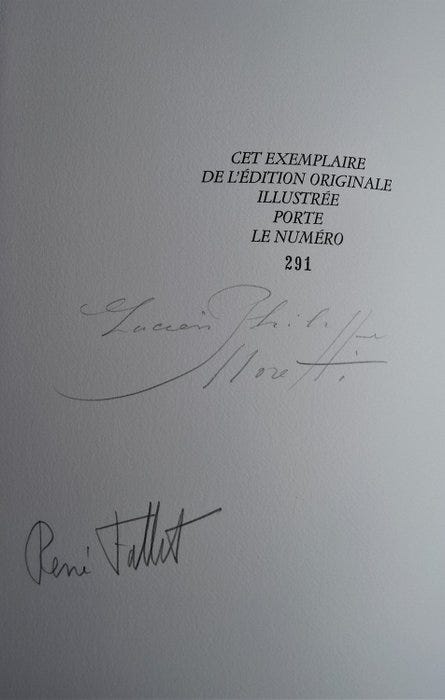 CET EXEMPLAIRE
DE L'ÉDITION ORIGINALE
ILLUSTRÉE
PORTE
LE NUMÉRO
291
Lucien Philippe
Moretti
René Fallet